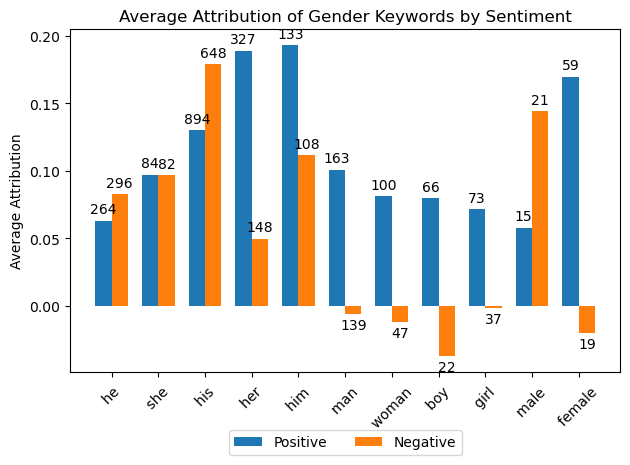 Average Attribution of Gender Keywords by Sentiment
Average Attribution
0.20
0.15
0.10
0.05
0.00
264
296
84
82
894
648
327
148
133
108
163
139
100
47
66
22
73
37
15
21
59
19
he
she
his
her
him
man
woman
boy
girl
male
female
Positive
Negative